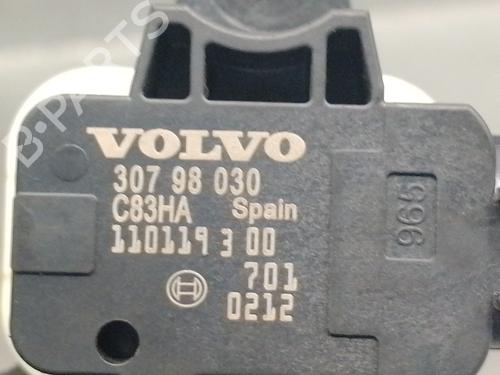 B-PARTS
VOLVO
307 98 030
C83HA Spain
110119 3 00
701
0212
965